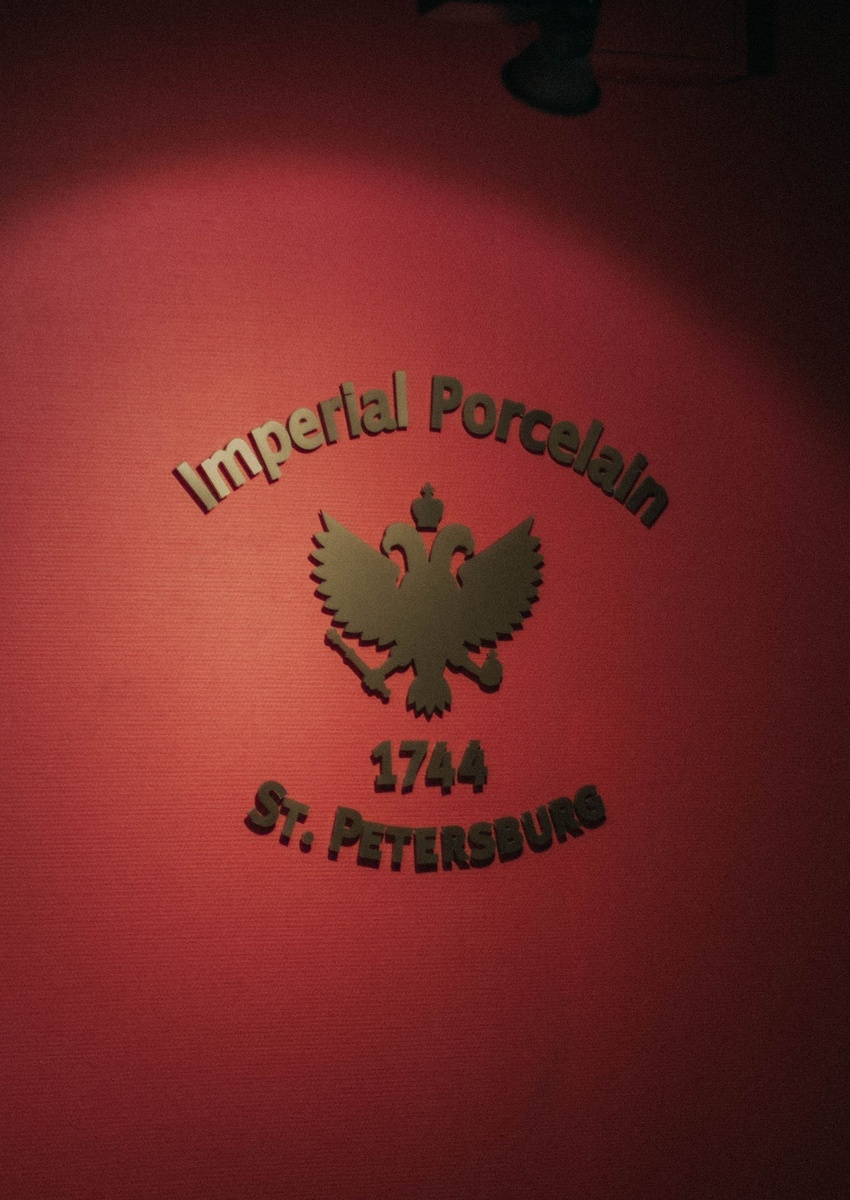 Imperial Porcelain
1744
St. Petersburg